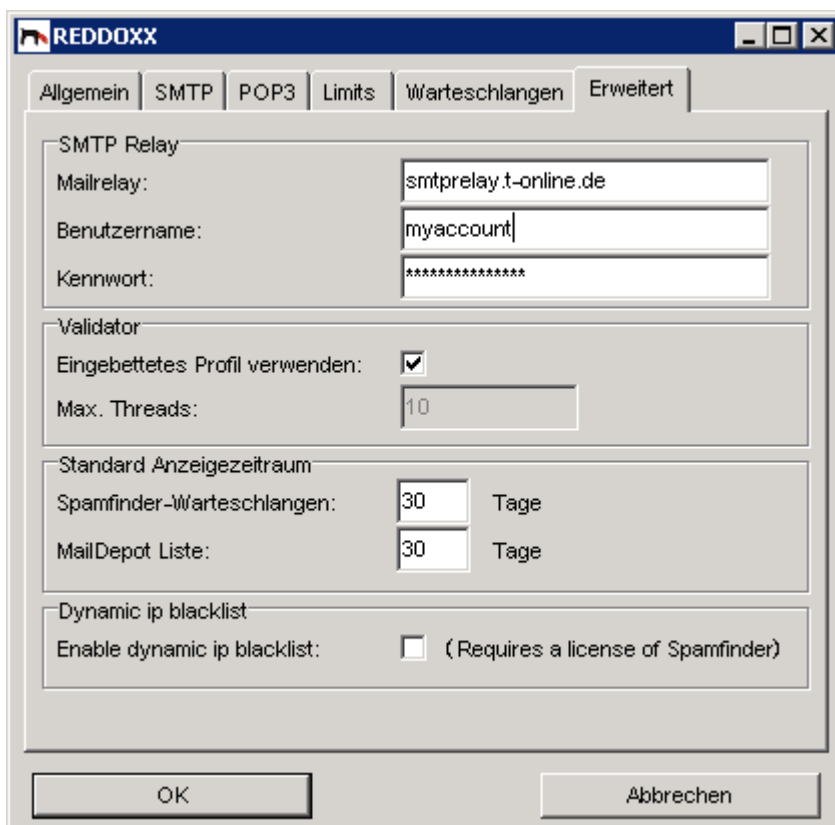 REDDOXX
Allgemein SMTP POP3 Limits Warteschlangen Erweitert
SMTP Relay
Mailrelay: smtprelay.t-online.de
Benutzername: myaccount
Kennwort: ***************
Validator
Eingebettetes Profil verwenden:
Max. Threads: 10
Standard Anzeigezeitraum
Spamfinder-Warteschlangen: 30 Tage
MailDepot Liste: 30 Tage
Dynamic ip blacklist
Enable dynamic ip blacklist: (Requires a license of Spamfinder)
OK Abbrechen